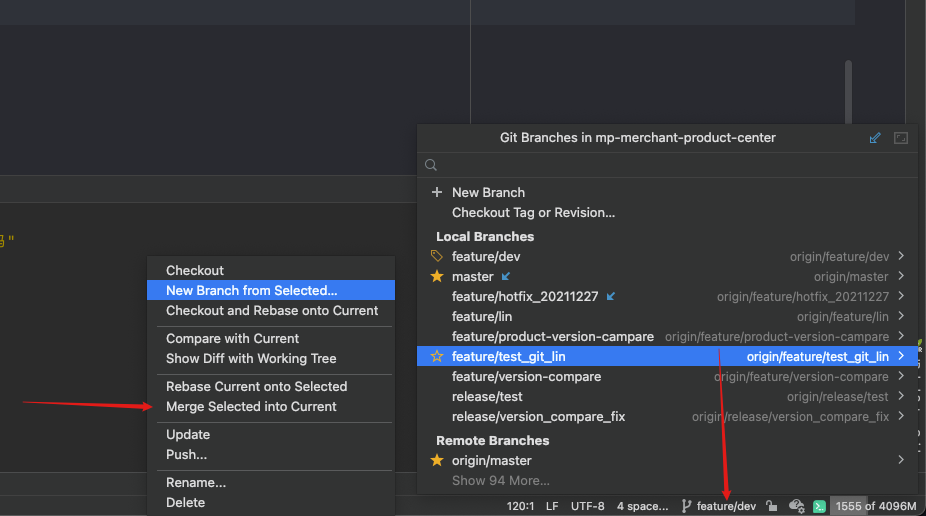 Git Branches in mp-merchant-product-center
New Branch
Checkout Tag or Revision...
Local Branches
feature/dev origin/feature/dev
master origin/master
feature/hotfix_20211227 origin/feature/hotfix_20211227
feature/lin origin/feature/lin
feature/product-version-campare origin/feature/product-version-campare
feature/test_git_lin origin/feature/test_git_lin
feature/version-compare origin/feature/version-compare
release/test origin/release/test
release/version_compare_fix origin/release/version_compare_fix
Remote Branches
origin/master
Show 94 More...
Checkout
New Branch from Selected...
Checkout and Rebase onto Current
Compare with Current
Show Diff with Working Tree
Rebase Current onto Selected
Merge Selected into Current
Update
Push...
Rename...
Delete
120:1 LF UTF-8 4 space... feature/dev 1555 of 4096M